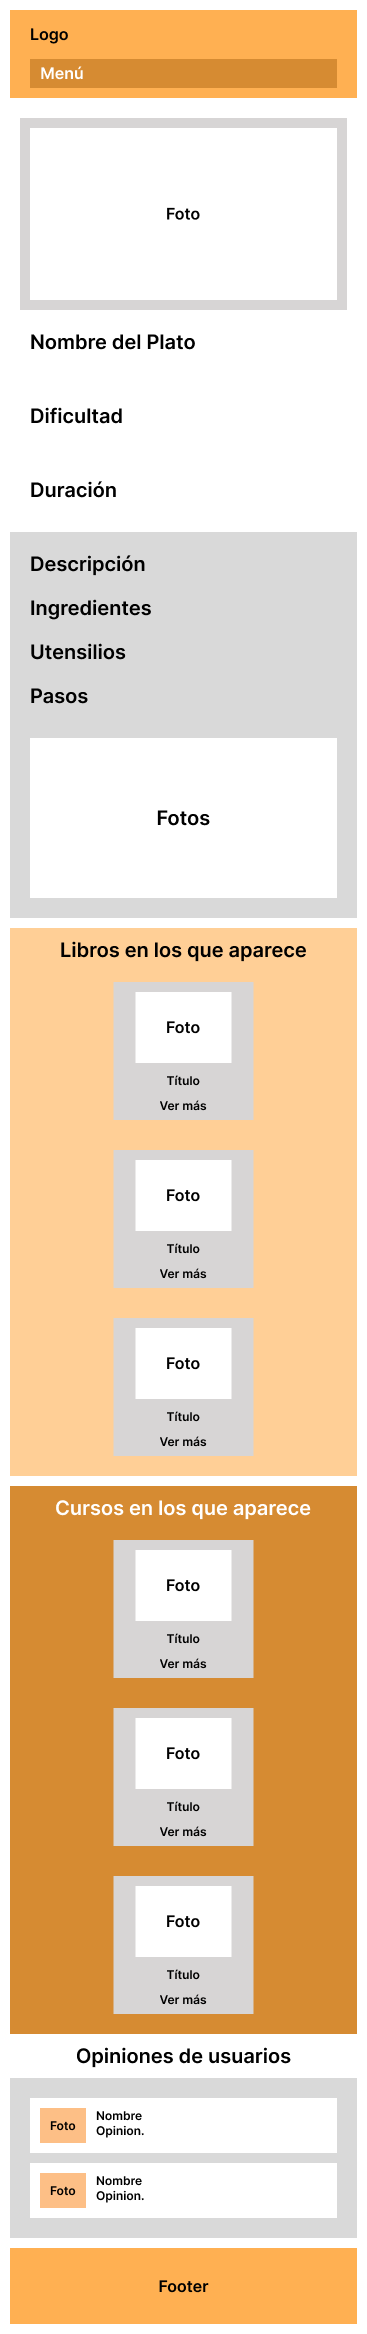 Logo
Menú
Foto
Nombre del Plato
Dificultad
Duración
Descripción
Ingredientes
Utensilios
Pasos
Fotos
Libros en los que aparece
Foto
Título
Ver más
Foto
Título
Ver más
Foto
Título
Ver más
Cursos en los que aparece
Foto
Título
Ver más
Foto
Título
Ver más
Foto
Título
Ver más
Opiniones de usuarios
Foto
Nombre
Opinion.
Foto
Nombre
Opinion.
Footer